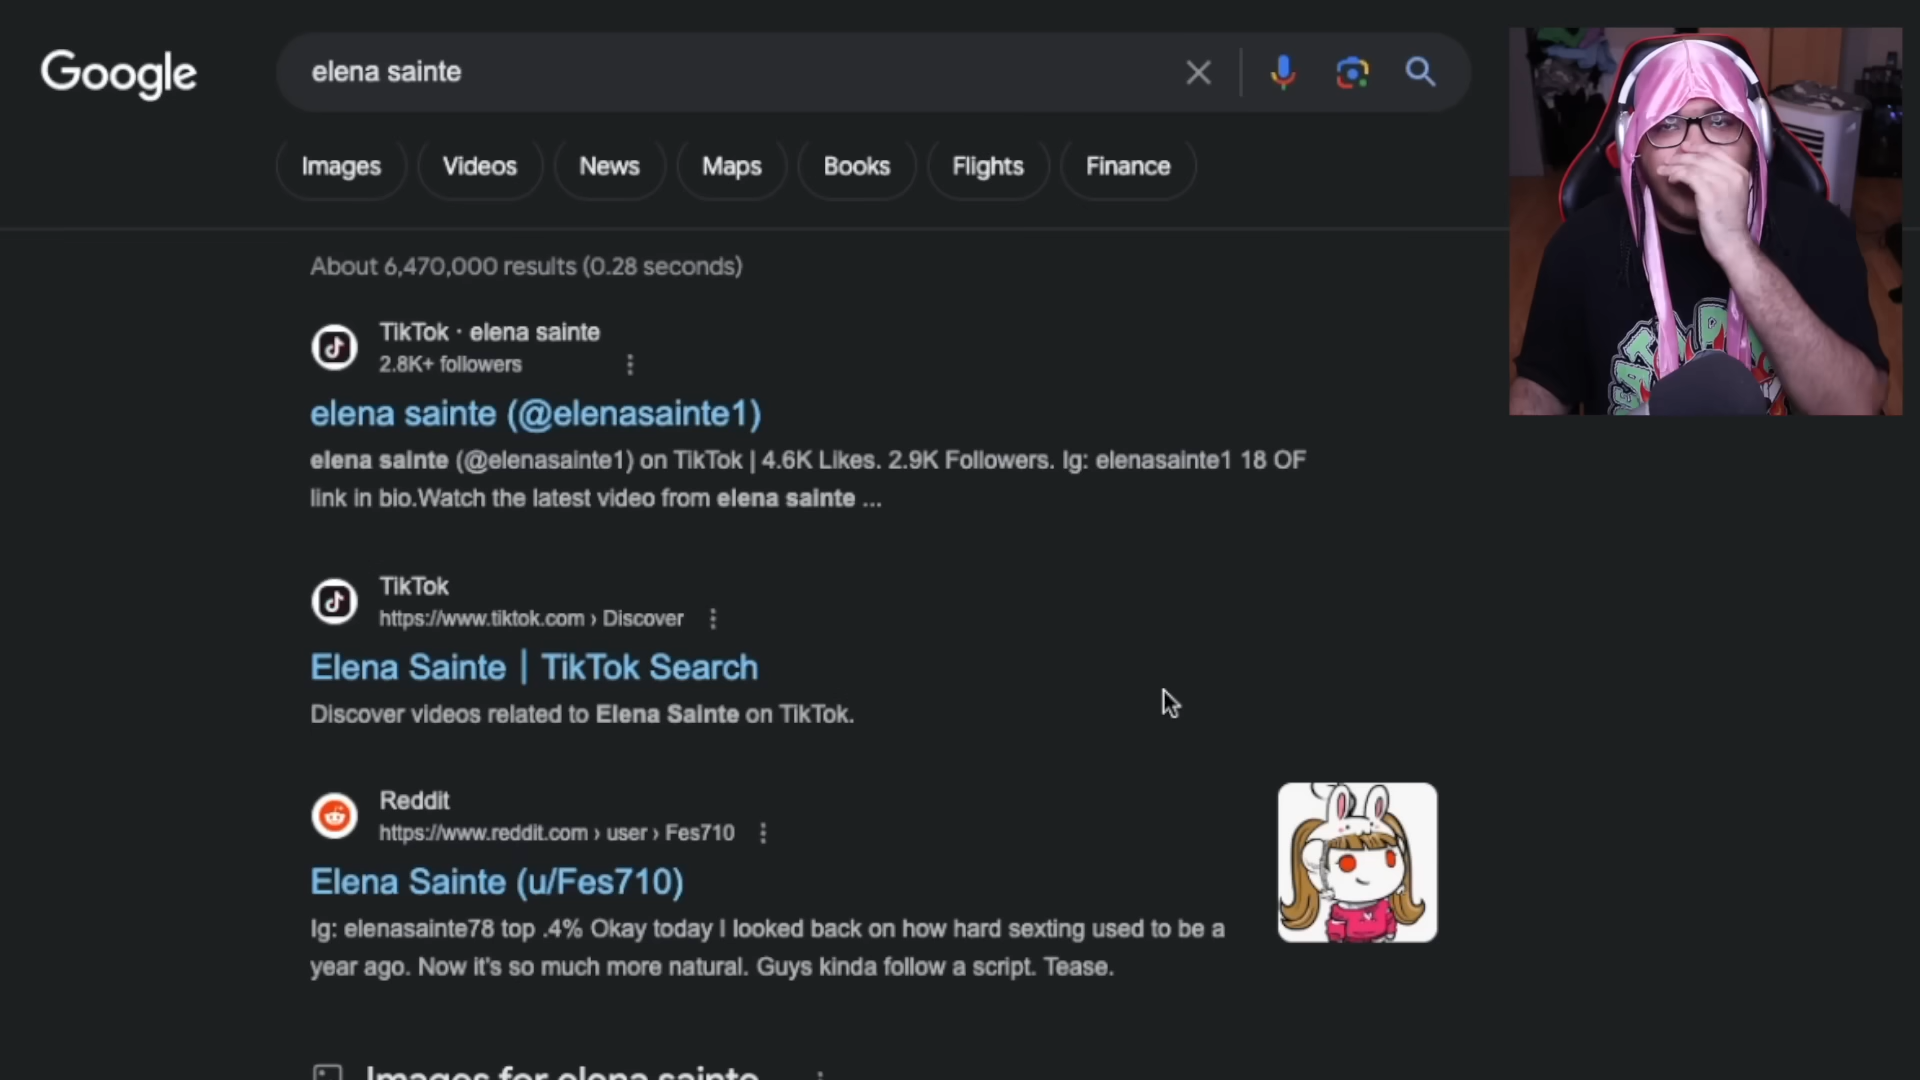 Google
elena sainte
Images
Videos
News
Maps
Books
Flights
Finance
About 6,470,000 results (0.28 seconds)
TikTok · elena sainte
2.8K+ followers
elena sainte (@elenasainte1)
elena sainte (@elenasainte1) on TikTok | 4.6K Likes. 2.9K Followers. Ig: elenasainte1 18 OF
link in bio.Watch the latest video from elena sainte ...
TikTok
https://www.tiktok.com › Discover
Elena Sainte | TikTok Search
Discover videos related to Elena Sainte on TikTok.
Reddit
https://www.reddit.com › user › Fes710
Elena Sainte (u/Fes710)
Ig: elenasainte78 top .4% Okay today I looked back on how hard sexting used to be a
year ago. Now it's so much more natural. Guys kinda follow a script. Tease.
Images for elena sainte